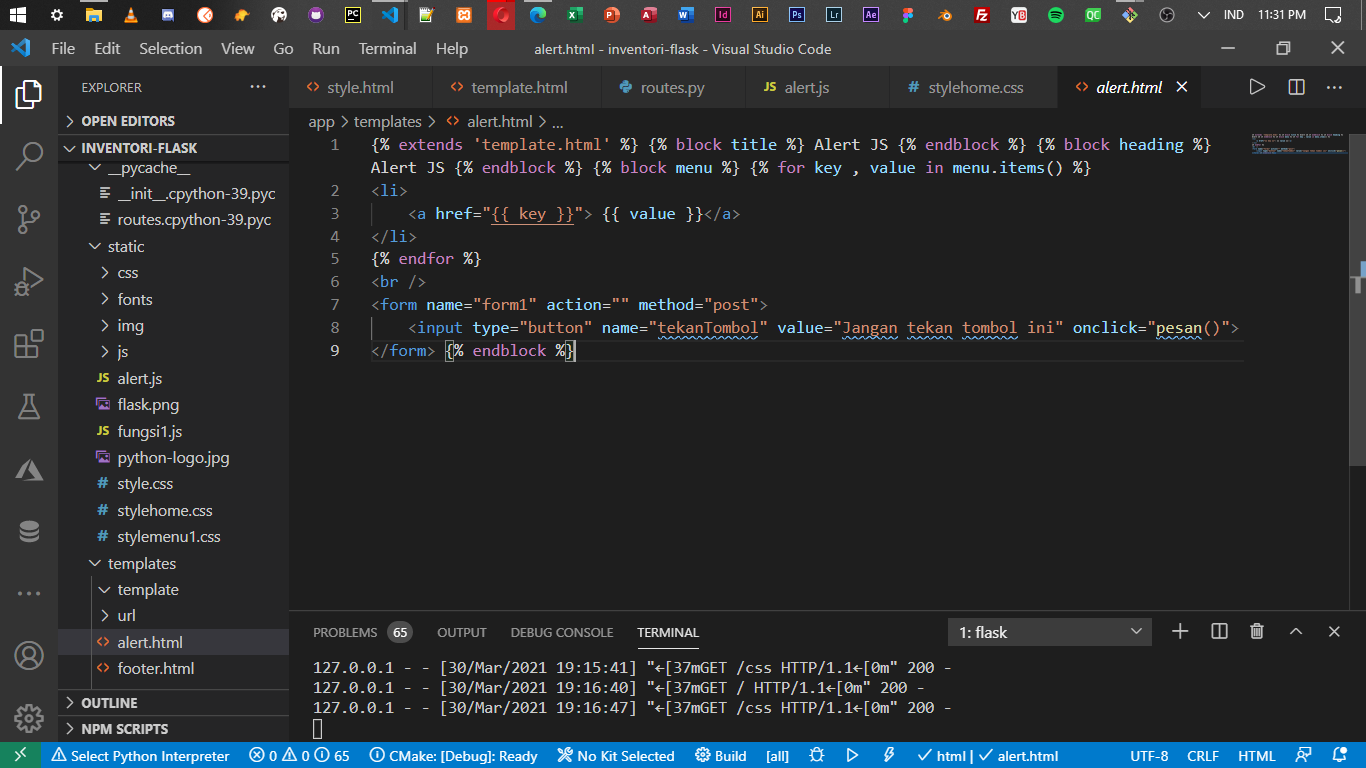 IND 11:31 PM
File Edit Selection View Go Run Terminal Help alert.html - inventori-flask - Visual Studio Code
EXPLORER
OPEN EDITORS
INVENTORI-FLASK
__pycache__
__init__.cpython-39.pyc
routes.cpython-39.pyc
static
css
fonts
img
js
JS alert.js
flask.png
JS fungsi1.js
python-logo.jpg
# style.css
# stylehome.css
# stylemenu1.css
templates
template
url
<> alert.html
<> footer.html
OUTLINE
NPM SCRIPTS
<> style.html <> template.html routes.py JS alert.js # stylehome.css <> alert.html
app > templates > <> alert.html > ...
1 {% extends 'template.html' %} {% block title %} Alert JS {% endblock %} {% block heading %}
Alert JS {% endblock %} {% block menu %} {% for key , value in menu.items() %}
2 <li>
3 <a href="{{ key }}"> {{ value }}</a>
4 </li>
5 {% endfor %}
6 <br />
7 <form name="form1" action="" method="post">
8 <input type="button" name="tekanTombol" value="Jangan tekan tombol ini" onclick="pesan()">
9 </form> {% endblock %}
PROBLEMS 65 OUTPUT DEBUG CONSOLE TERMINAL 1: flask
127.0.0.1 - - [30/Mar/2021 19:15:41] "←[37mGET /css HTTP/1.1←[0m" 200 -
127.0.0.1 - - [30/Mar/2021 19:16:40] "←[37mGET / HTTP/1.1←[0m" 200 -
127.0.0.1 - - [30/Mar/2021 19:16:47] "←[37mGET /css HTTP/1.1←[0m" 200 -
Select Python Interpreter 0 0 65 CMake: [Debug]: Ready No Kit Selected Build [all] html | alert.html UTF-8 CRLF HTML